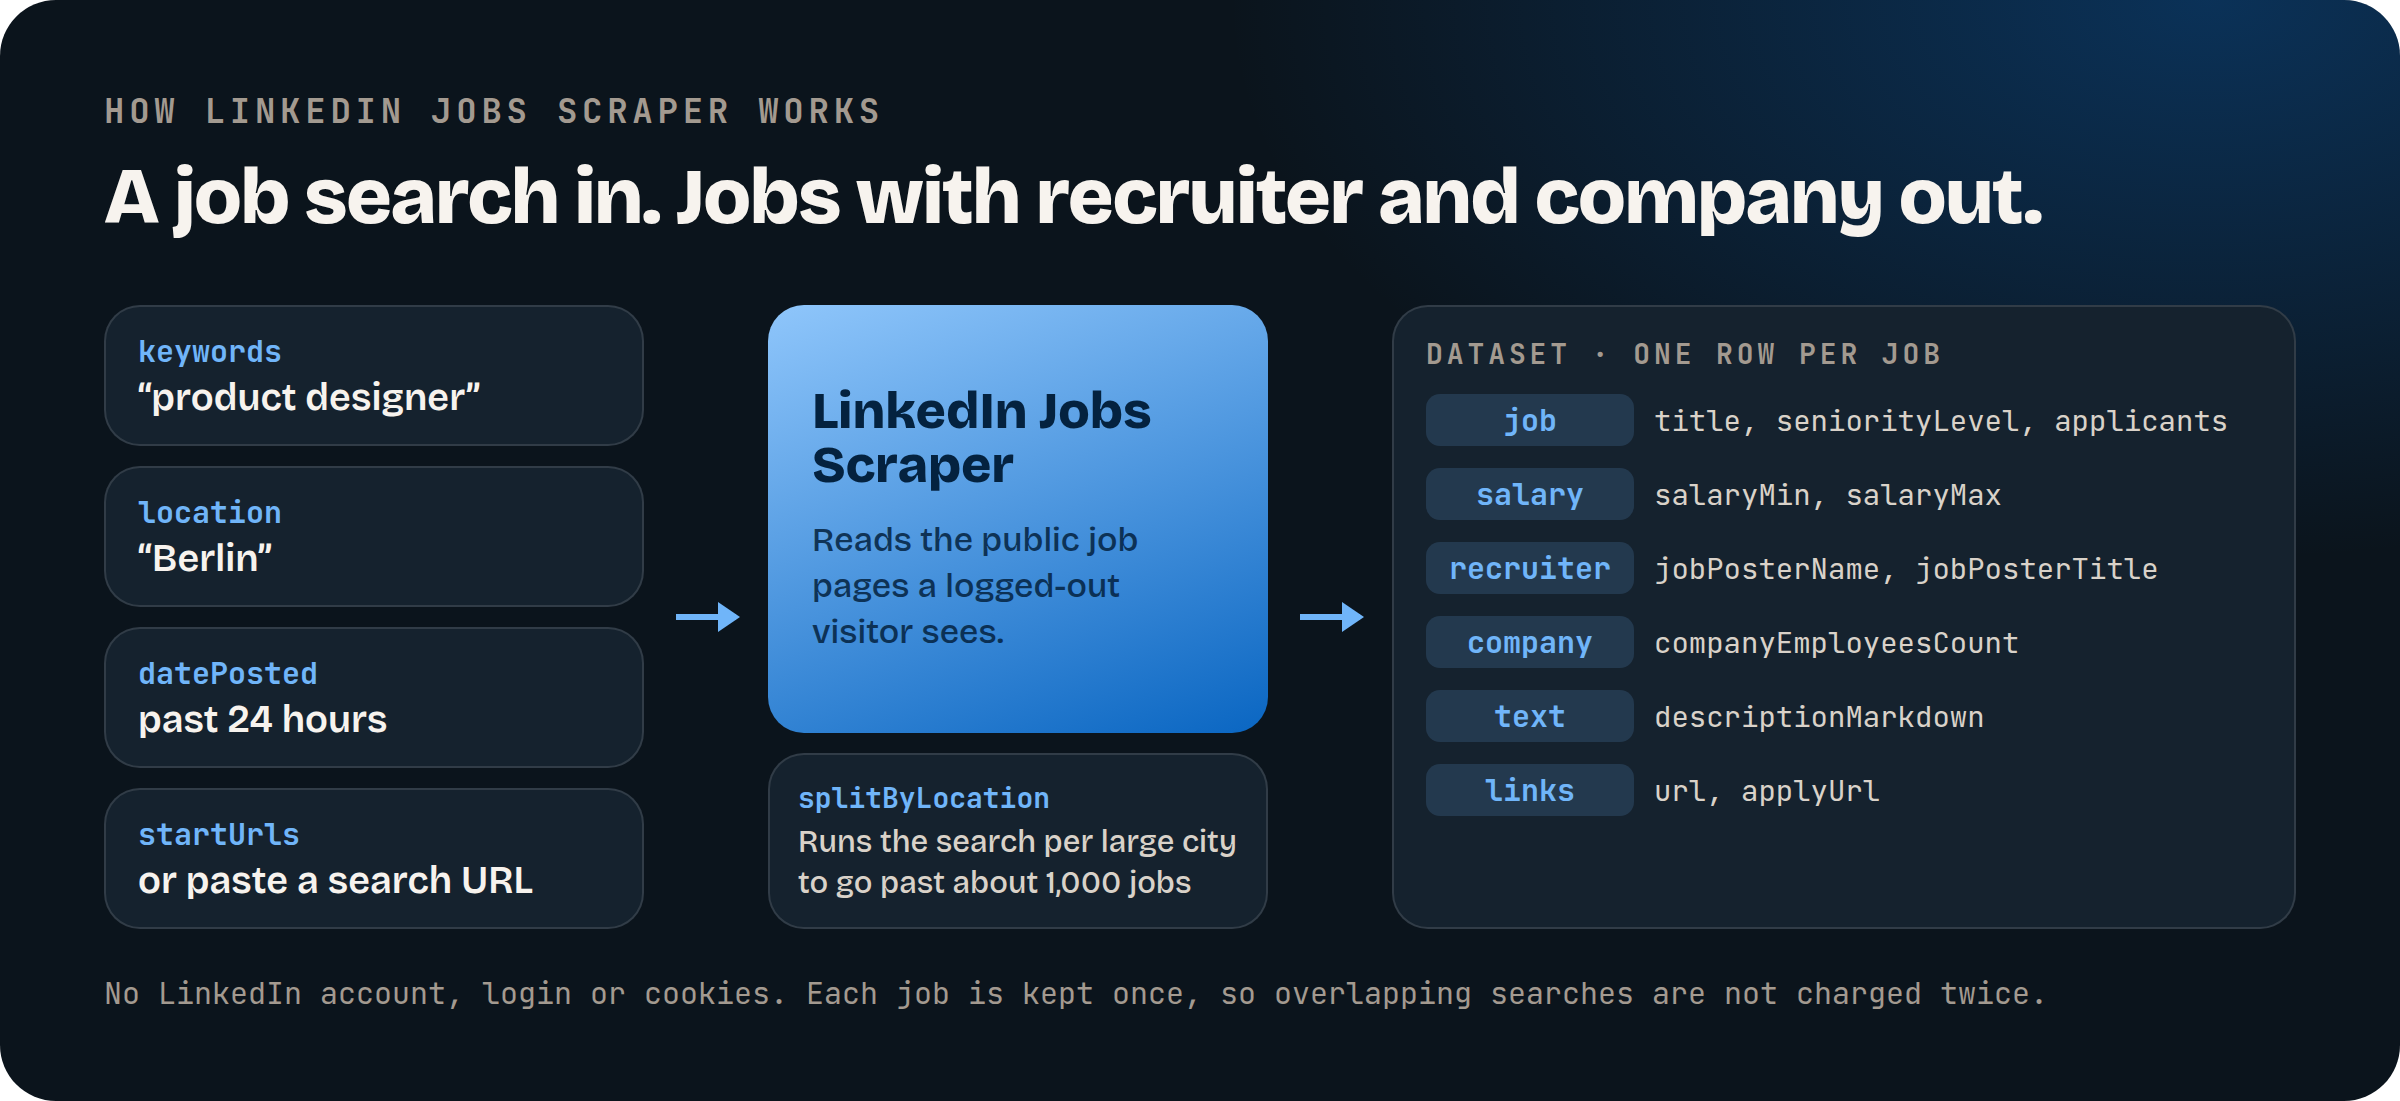 HOW LINKEDIN JOBS SCRAPER WORKS
A job search in. Jobs with recruiter and company out.
keywords
“product designer”
location
“Berlin”
datePosted
past 24 hours
startUrls
or paste a search URL
LinkedIn Jobs
Scraper
Reads the public job
pages a logged-out
visitor sees.
splitByLocation
Runs the search per large city
to go past about 1,000 jobs
DATASET · ONE ROW PER JOB
job title, seniorityLevel, applicants
salary salaryMin, salaryMax
recruiter jobPosterName, jobPosterTitle
company companyEmployeesCount
text descriptionMarkdown
links url, applyUrl
No LinkedIn account, login or cookies. Each job is kept once, so overlapping searches are not charged twice.